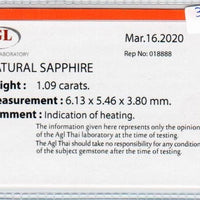 GL
Mar.16.2020
LABORATORY
Rep No : 018888
ATURAL SAPPHIRE
ight : 1.09 carats.
easurement : 6.13 x 5.46 x 3.80 mm.
omment : Indication of heating.
The information given here represents only the opinion
of the Agl Thai laboratory at the time of testing.
The Agl Thai should take no responsibility for any condition
of the subject gemstone after the time of testing.